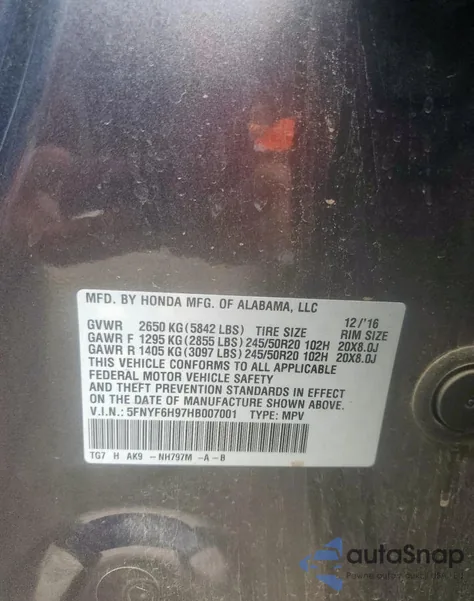 MFD. BY HONDA MFG. OF ALABAMA, LLC
GVWR 2650 KG (5842 LBS) TIRE SIZE 12/'16 RIM SIZE
GAWR F 1295 KG (2855 LBS) 245/50R20 102H 20X8.0J
GAWR R 1405 KG (3097 LBS) 245/50R20 102H 20X8.0J
THIS VEHICLE CONFORMS TO ALL APPLICABLE
FEDERAL MOTOR VEHICLE SAFETY
AND THEFT PREVENTION STANDARDS IN EFFECT
ON THE DATE OF MANUFACTURE SHOWN ABOVE.
V.I.N.: 5FNYF6H97HB007001 TYPE: MPV
TG7 H AK9 -NH797M -A-B
autoSnap